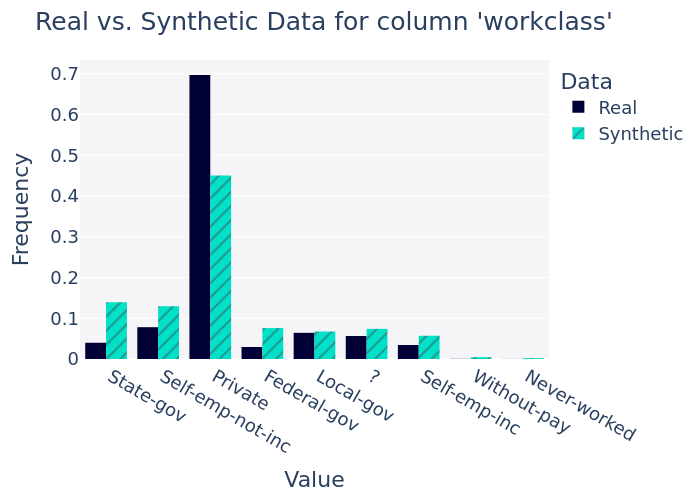 Real vs. Synthetic Data for column 'workclass'
Data
Real
Synthetic
Frequency
0.7
0.6
0.5
0.4
0.3
0.2
0.1
0
State-gov
Self-emp-not-inc
Private
Federal-gov
Local-gov
?
Self-emp-inc
Without-pay
Never-worked
Value